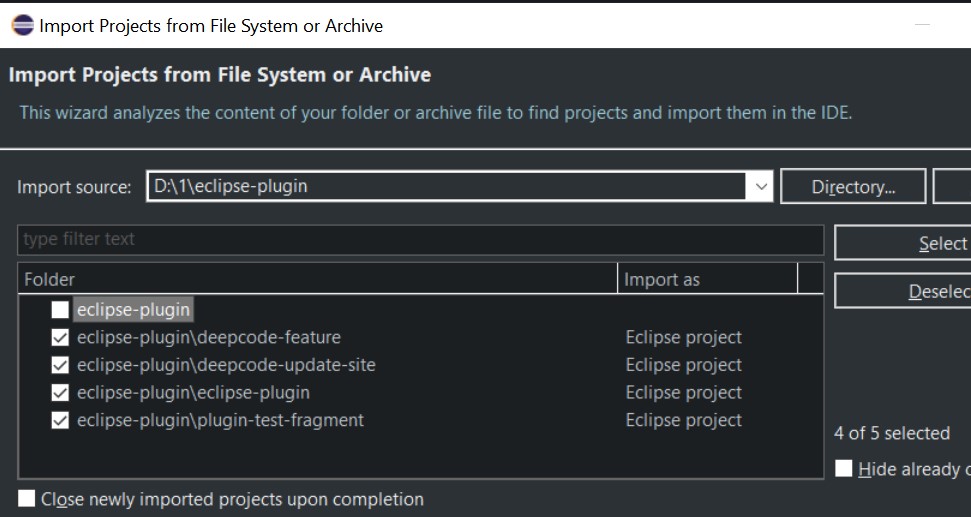 Import Projects from File System or Archive
Import Projects from File System or Archive
This wizard analyzes the content of your folder or archive file to find projects and import them in the IDE.
Import source: D:\1\eclipse-plugin Directory...
type filter text
Select
Folder Import as
Deselec
eclipse-plugin
eclipse-plugin\deepcode-feature Eclipse project
eclipse-plugin\deepcode-update-site Eclipse project
eclipse-plugin\eclipse-plugin Eclipse project
eclipse-plugin\plugin-test-fragment Eclipse project
4 of 5 selected
Hide already
Close newly imported projects upon completion